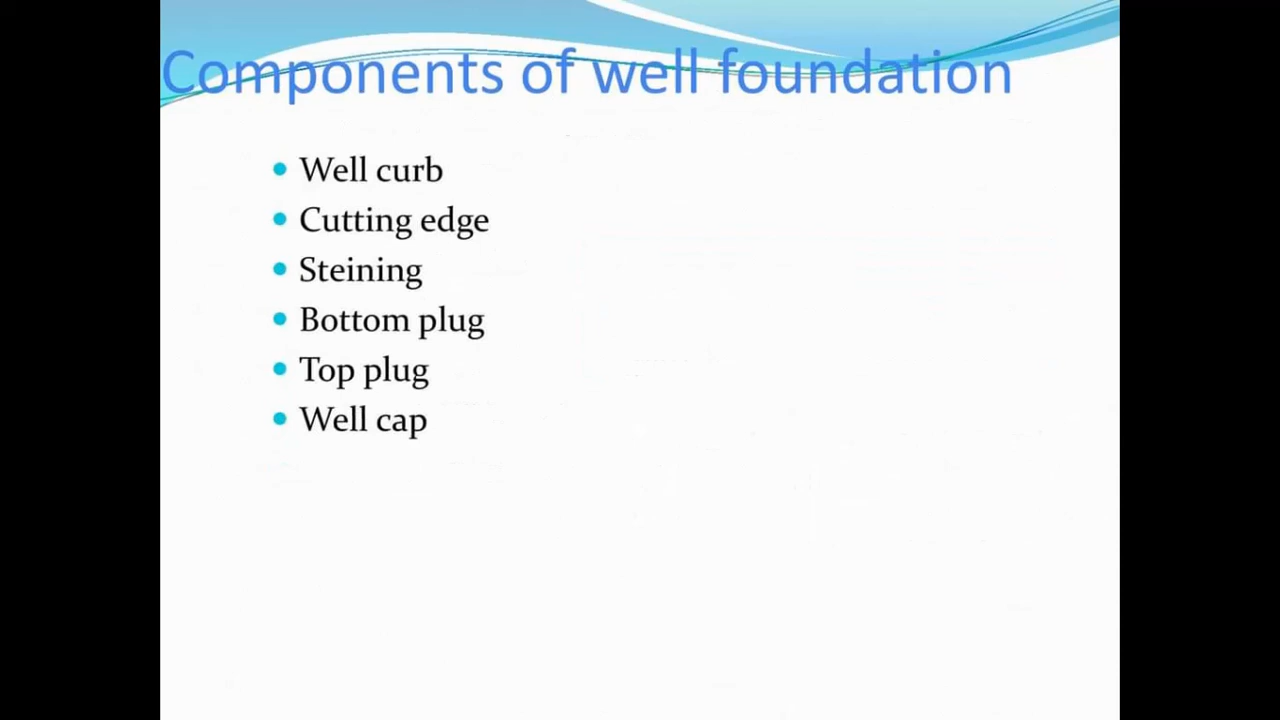 Components of well foundation
• Well curb
• Cutting edge
• Steining
• Bottom plug
• Top plug
• Well cap